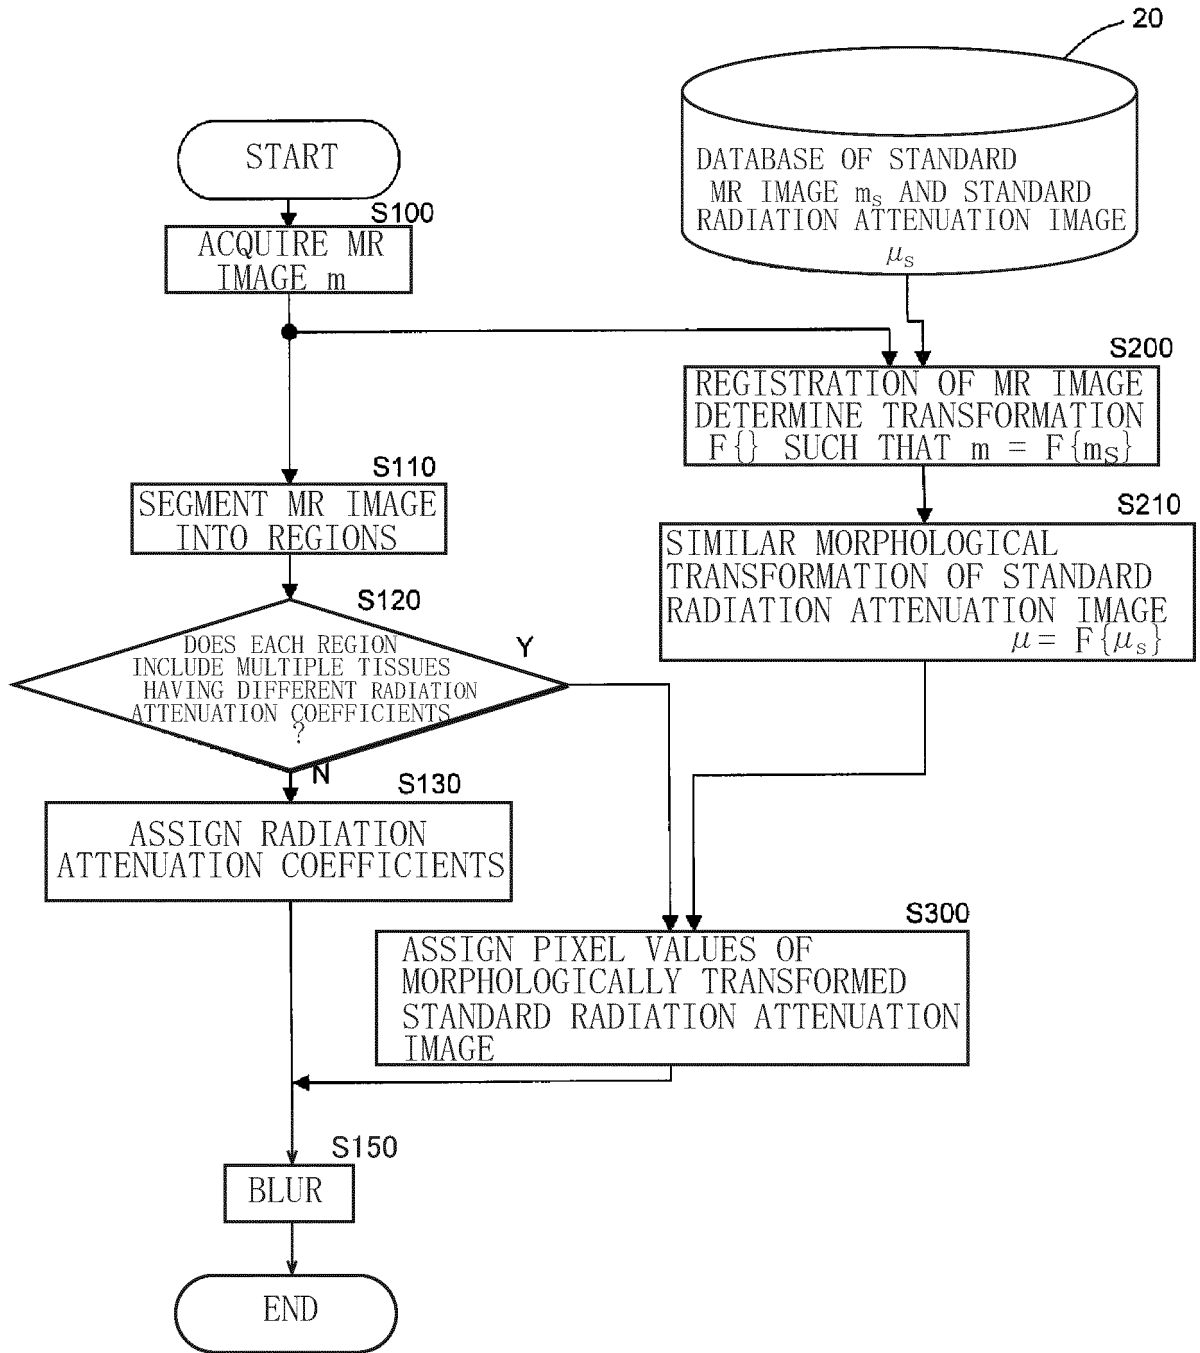 20
START
DATABASE OF STANDARD
MR IMAGE mS AND STANDARD
RADIATION ATTENUATION IMAGE
μS
S100
ACQUIRE MR
IMAGE m
S200
REGISTRATION OF MR IMAGE
DETERMINE TRANSFORMATION
F{} SUCH THAT m = F{mS}
S110
SEGMENT MR IMAGE
INTO REGIONS
S210
SIMILAR MORPHOLOGICAL
TRANSFORMATION OF STANDARD
RADIATION ATTENUATION IMAGE
μ = F{μS}
S120
DOES EACH REGION
INCLUDE MULTIPLE TISSUES
HAVING DIFFERENT RADIATION
ATTENUATION COEFFICIENTS
?
Y
N
S130
ASSIGN RADIATION
ATTENUATION COEFFICIENTS
S300
ASSIGN PIXEL VALUES OF
MORPHOLOGICALLY TRANSFORMED
STANDARD RADIATION ATTENUATION
IMAGE
S150
BLUR
END